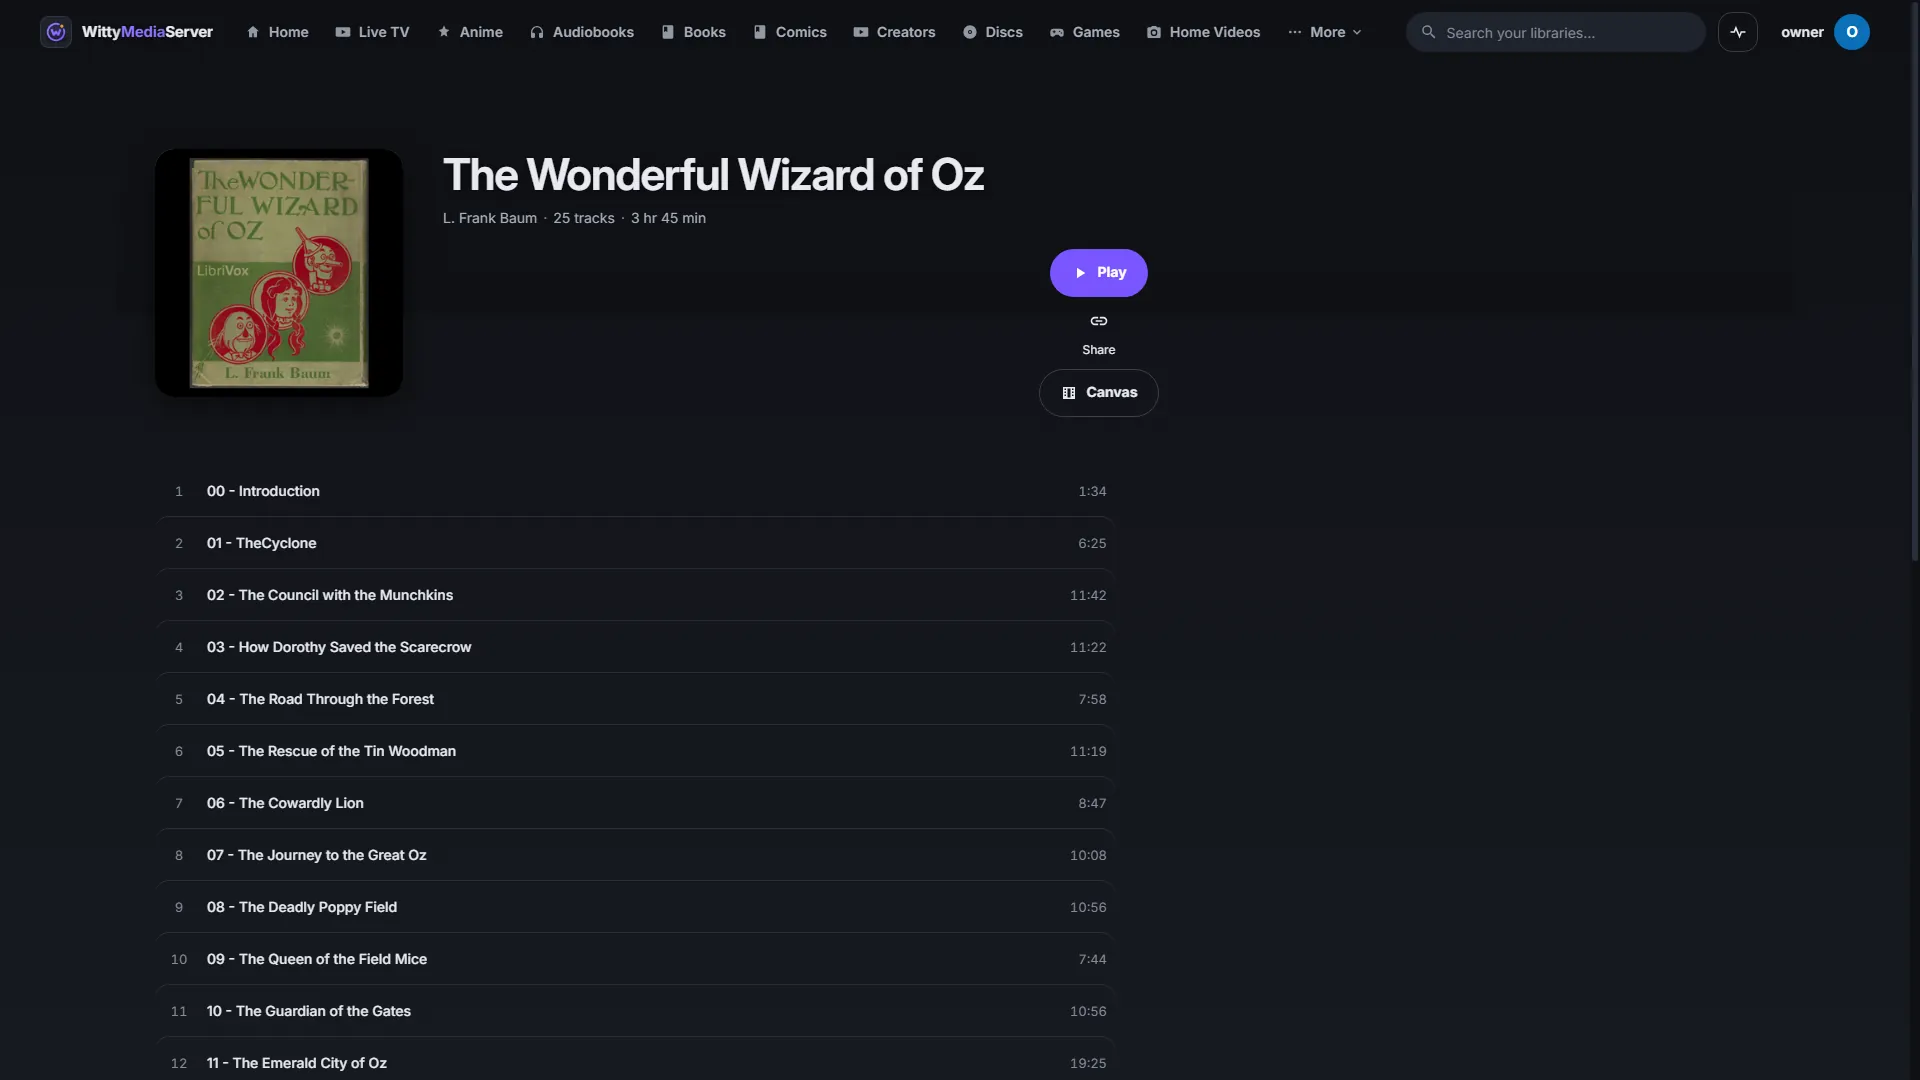 WittyMediaServer Home Live TV Anime Audiobooks Books Comics Creators Discs Games Home Videos More Search your libraries... owner O
The WONDER-
FUL WIZARD
of OZ
LibriVox
L. Frank Baum
The Wonderful Wizard of Oz
L. Frank Baum · 25 tracks · 3 hr 45 min
Play
Share
Canvas
1 00 - Introduction 1:34
2 01 - TheCyclone 6:25
3 02 - The Council with the Munchkins 11:42
4 03 - How Dorothy Saved the Scarecrow 11:22
5 04 - The Road Through the Forest 7:58
6 05 - The Rescue of the Tin Woodman 11:19
7 06 - The Cowardly Lion 8:47
8 07 - The Journey to the Great Oz 10:08
9 08 - The Deadly Poppy Field 10:56
10 09 - The Queen of the Field Mice 7:44
11 10 - The Guardian of the Gates 10:56
12 11 - The Emerald City of Oz 19:25